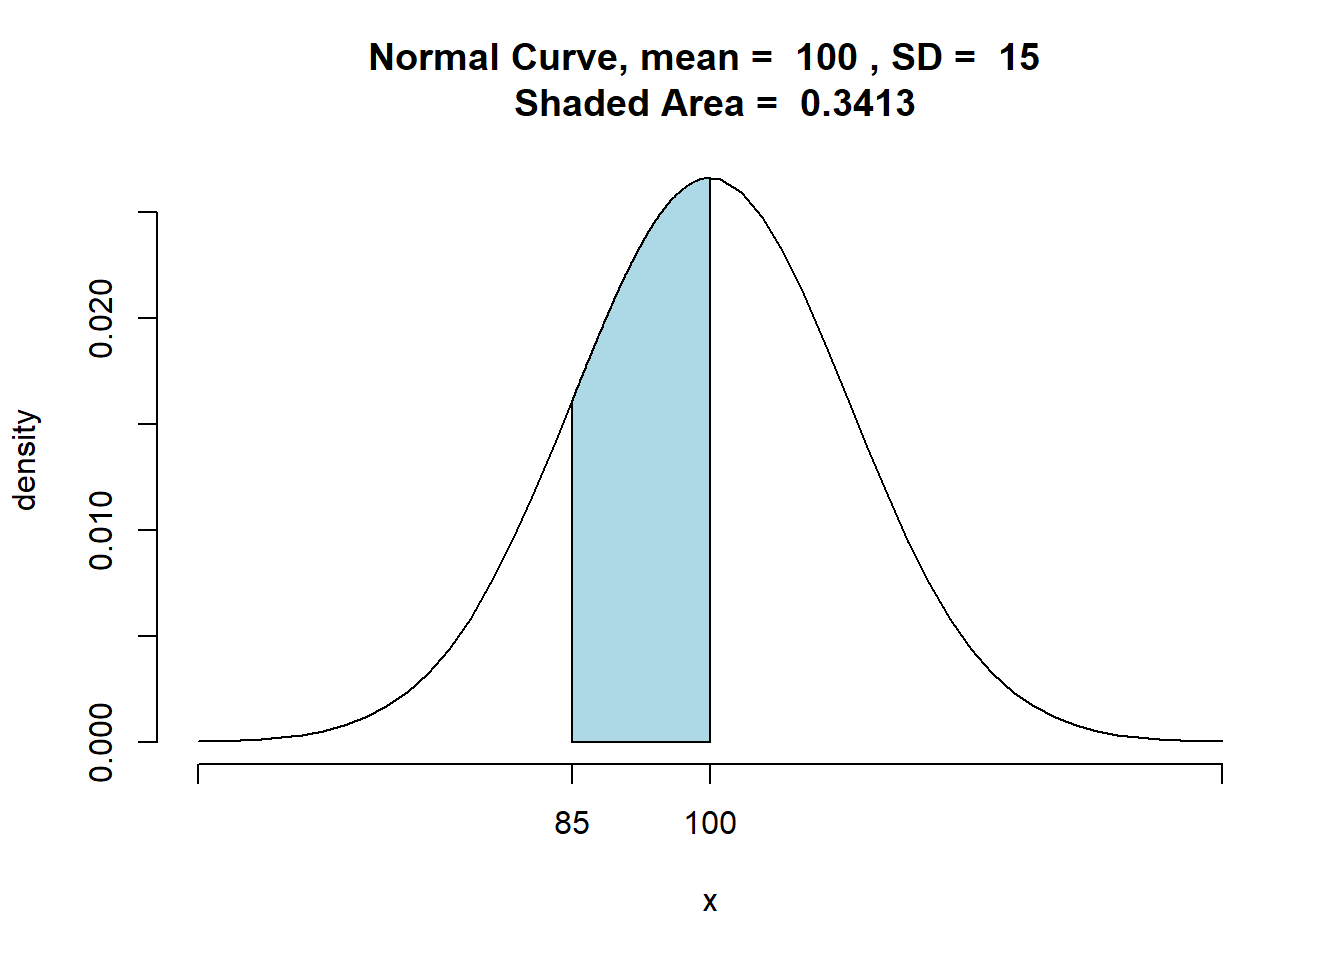 Normal Curve, mean =  100 , SD =  15
Shaded Area =  0.3413
density
0.020
0.010
0.000
85 100
x